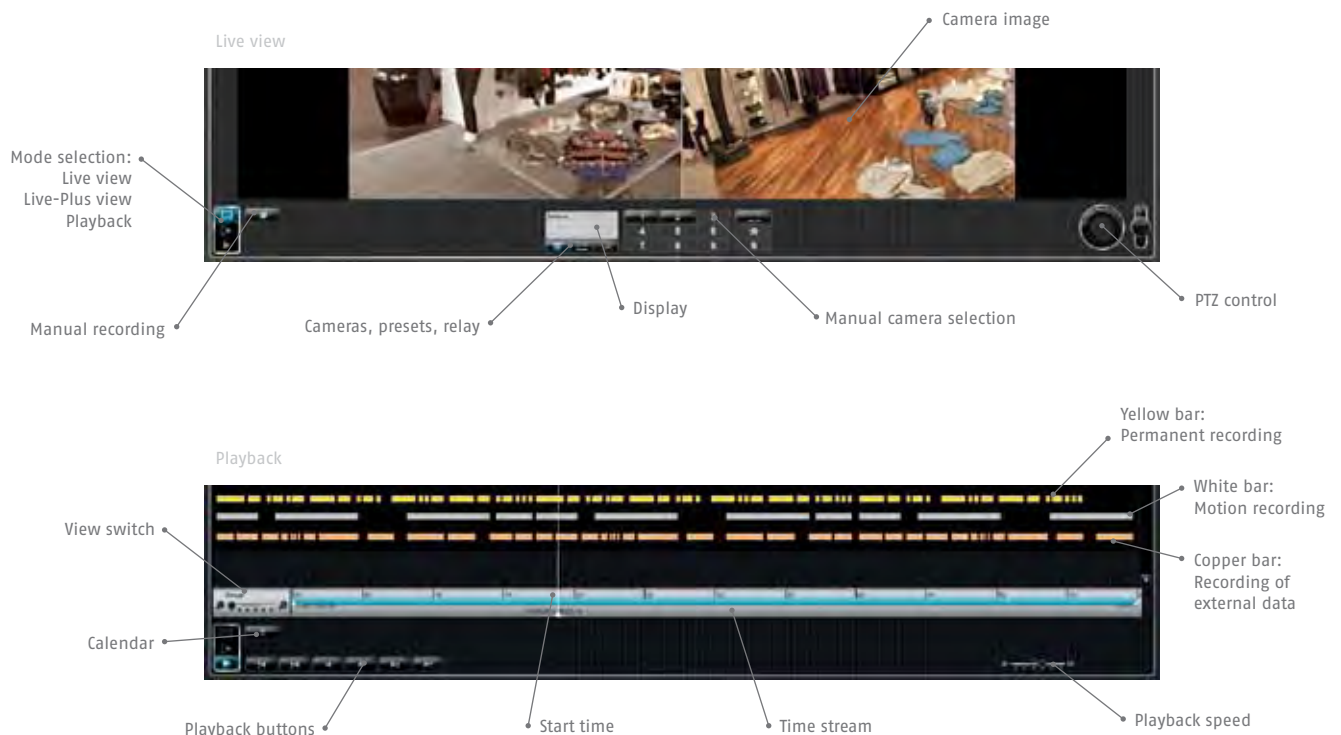 Camera image
Live view
Mode selection:
Live view
Live-Plus view
Playback
PTZ control
Display
Manual camera selection
Cameras, presets, relay
Manual recording
Yellow bar:
Permanent recording
Playback
White bar:
Motion recording
View switch
Copper bar:
Recording of
external data
Calendar
Playback speed
Playback buttons
Start time
Time stream